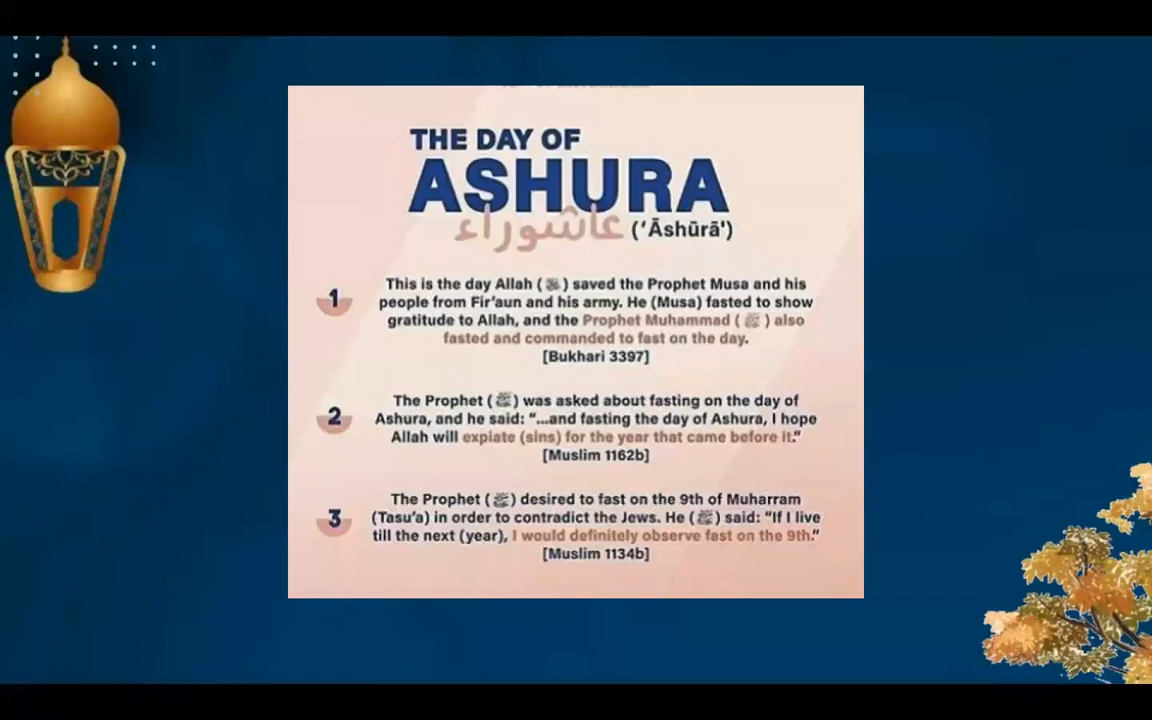 THE DAY OF
ASHURA
عاشوراء ('Āshūrā')
1
This is the day Allah (ﷻ) saved the Prophet Musa and his
people from Fir'aun and his army. He (Musa) fasted to show
gratitude to Allah, and the Prophet Muhammad (ﷺ) also
fasted and commanded to fast on the day.
[Bukhari 3397]
2
The Prophet (ﷺ) was asked about fasting on the day of
Ashura, and he said: "...and fasting the day of Ashura, I hope
Allah will expiate (sins) for the year that came before it."
[Muslim 1162b]
3
The Prophet (ﷺ) desired to fast on the 9th of Muharram
(Tasu'a) in order to contradict the Jews. He (ﷺ) said: "If I live
till the next (year), I would definitely observe fast on the 9th."
[Muslim 1134b]